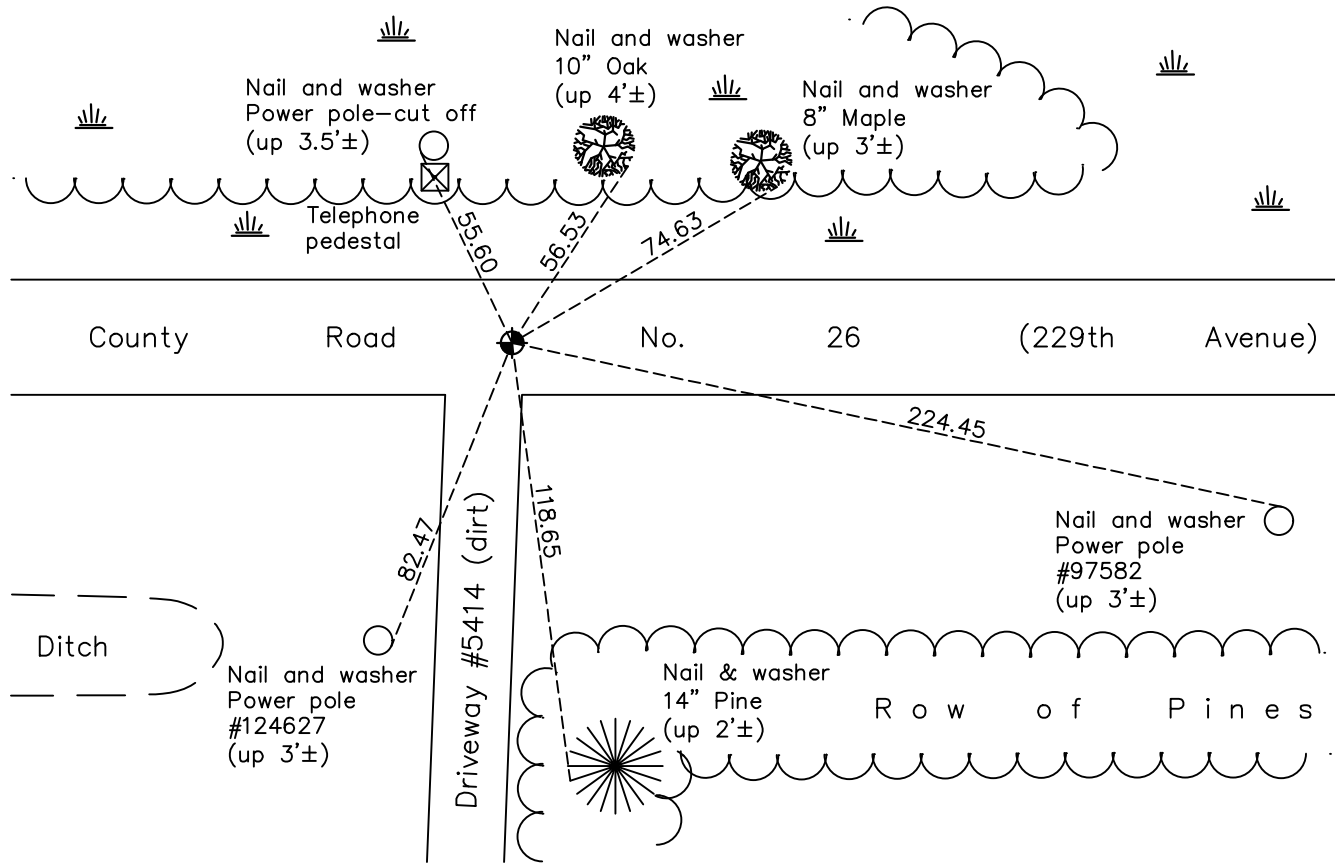 Nail and washer
10" Oak
(up 4'±)
Nail and washer
Power pole-cut off
(up 3.5'±)
Nail and washer
8" Maple
(up 3'±)
Telephone
pedestal
55.60
56.53
74.63
County Road No. 26 (229th Avenue)
224.45
82.47
118.65
Driveway #5414 (dirt)
Nail and washer
Power pole
#97582
(up 3'±)
Ditch
Nail and washer
Power pole
#124627
(up 3'±)
Nail & washer
14" Pine
(up 2'±)
Row of Pines